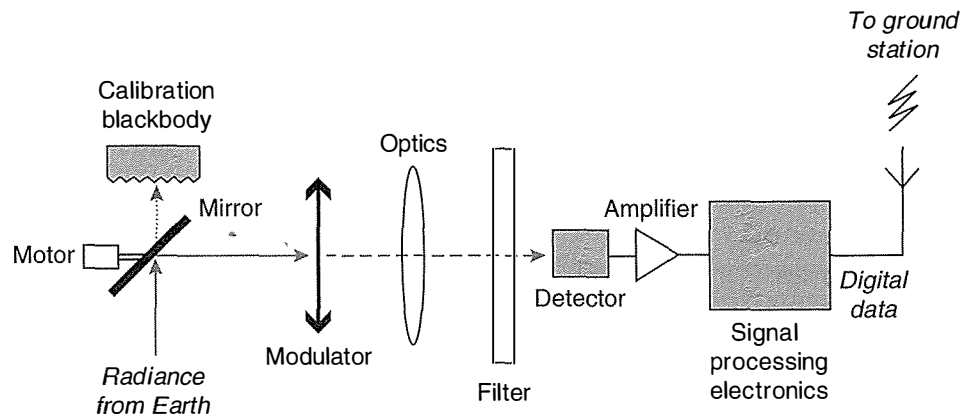 To ground
station
Calibration
blackbody
Optics
Mirror
Amplifier
Motor
Detector
Digital
data
Modulator
Signal
processing
electronics
Radiance
from Earth
Filter